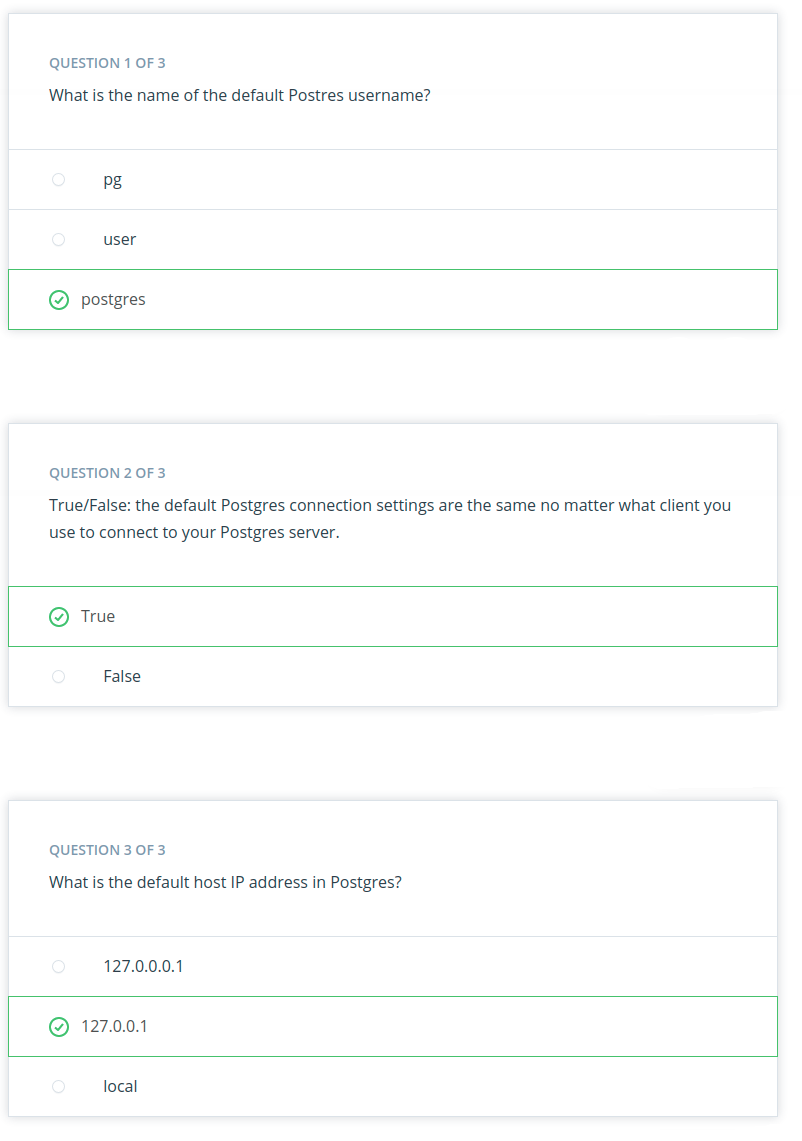 QUESTION 1 OF 3
What is the name of the default Postres username?
pg
user
postgres
QUESTION 2 OF 3
True/False: the default Postgres connection settings are the same no matter what client you
use to connect to your Postgres server.
True
False
QUESTION 3 OF 3
What is the default host IP address in Postgres?
127.0.0.0.1
127.0.0.1
local